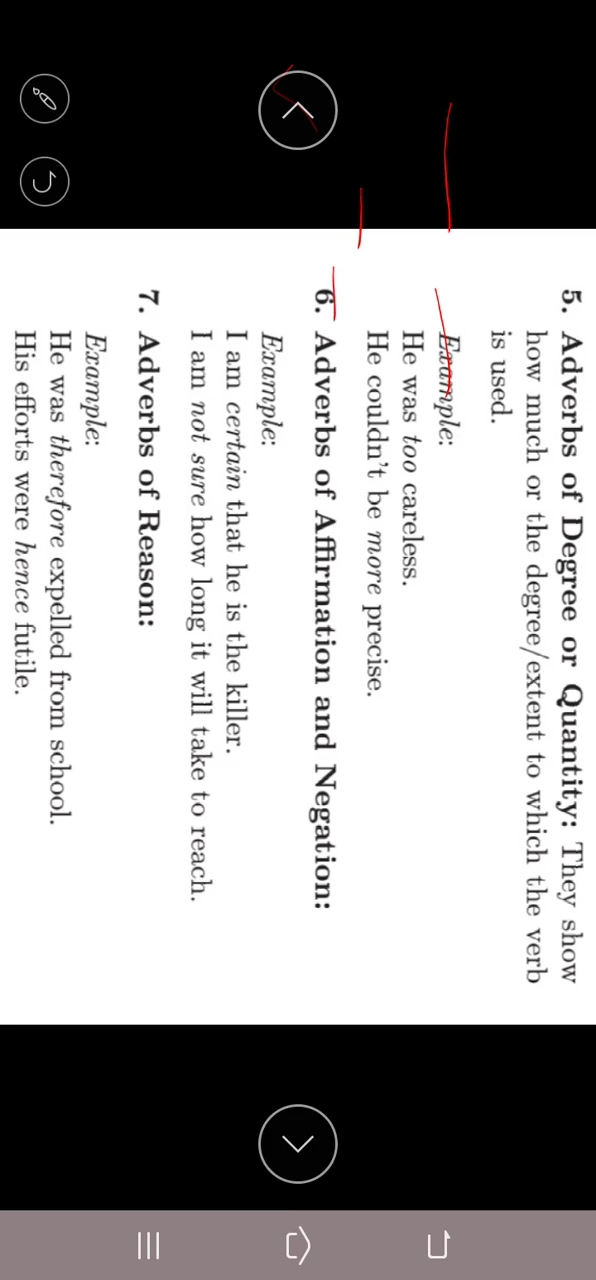 5. Adverbs of Degree or Quantity: They show
how much or the degree/extent to which the verb
is used.
Example:
He was too careless.
He couldn't be more precise.
6. Adverbs of Affirmation and Negation:
Example:
I am certain that he is the killer.
I am not sure how long it will take to reach.
7. Adverbs of Reason:
Example:
He was therefore expelled from school.
His efforts were hence futile.